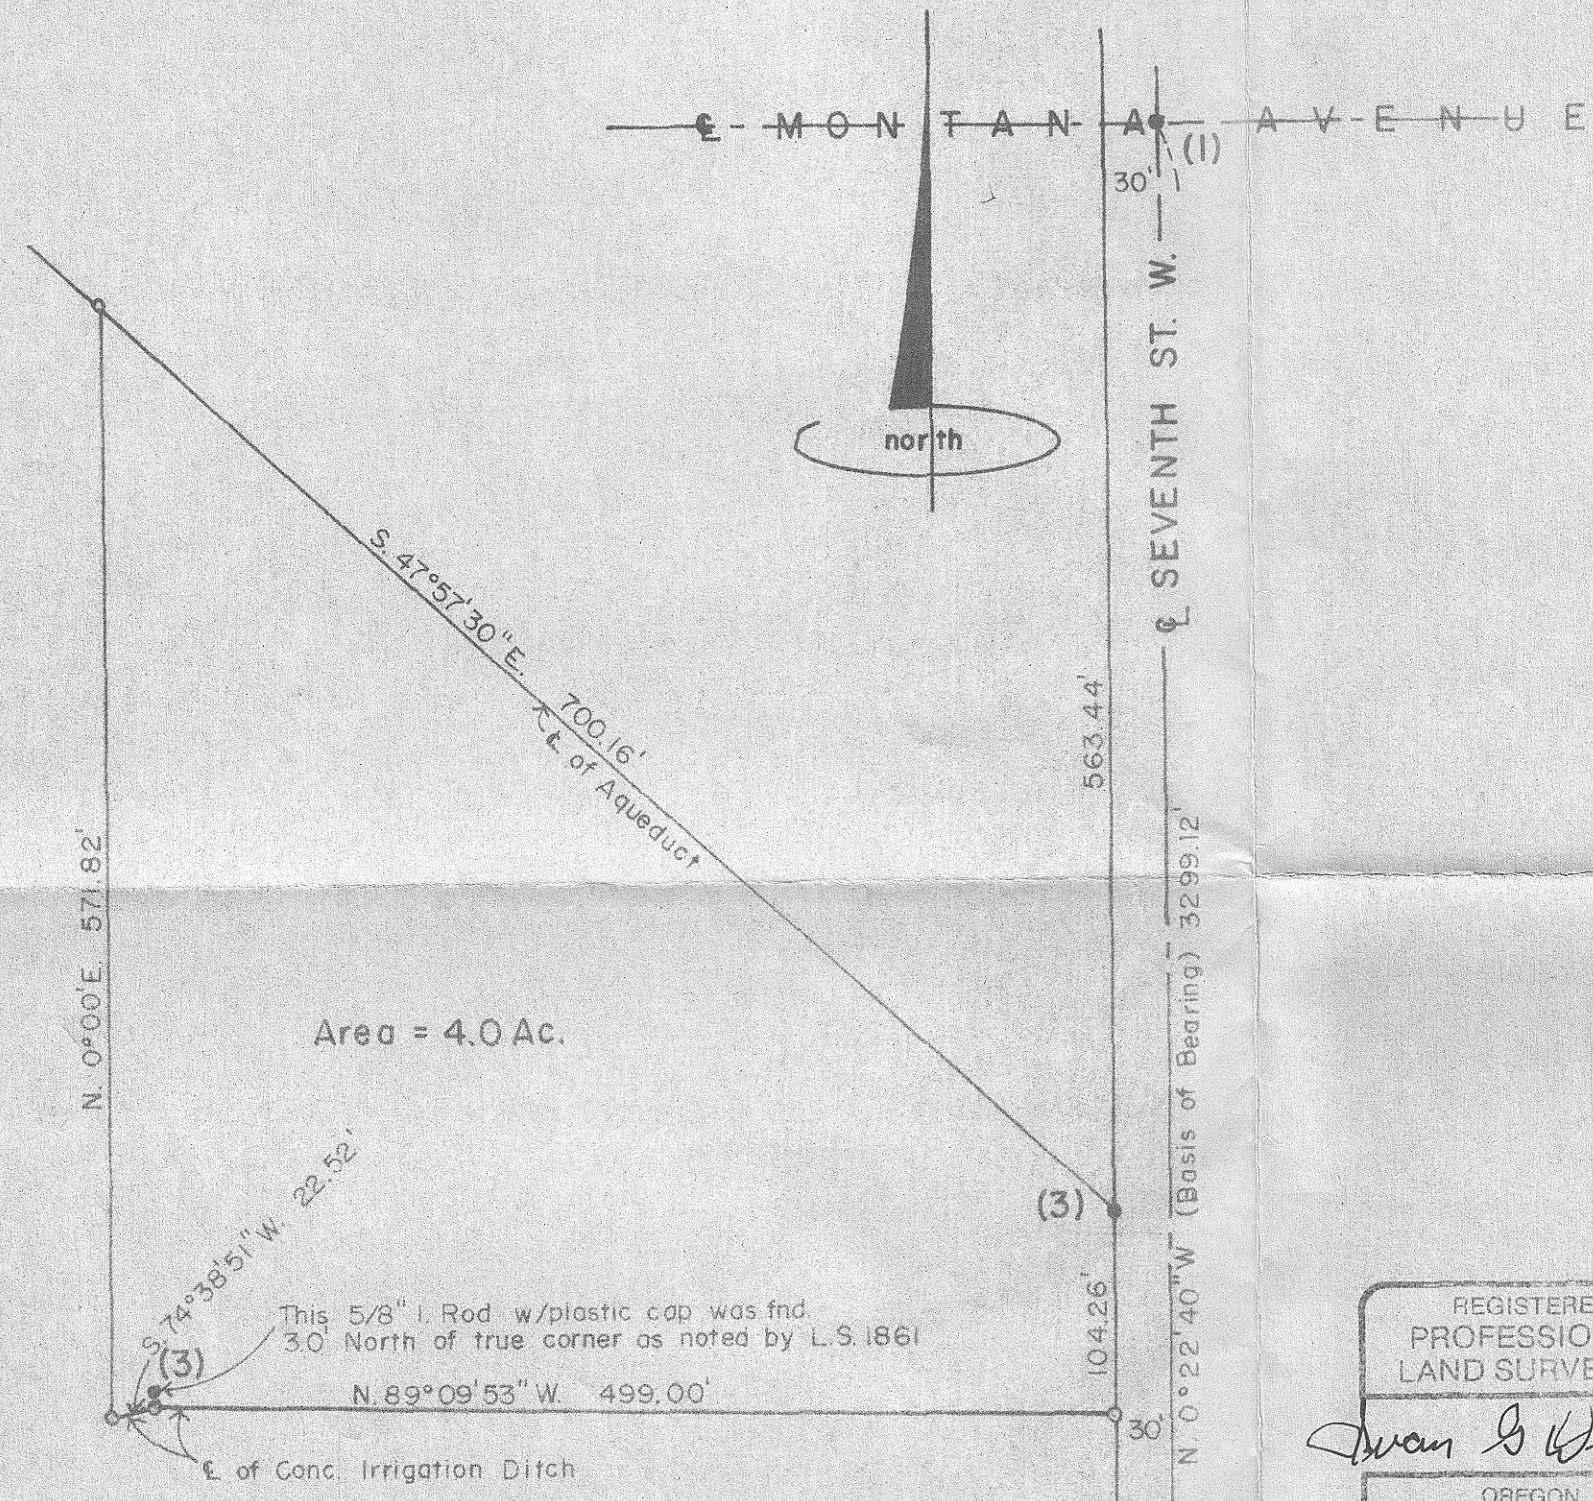 ℄ MONTANA AVENUE
(1)
30'
℄ SEVENTH ST. W.
north
S. 47°57'30"E. 700.16'
℄ of Aqueduct
563.44'
N. 0°22'40"W (Basis of Bearing) 3299.12'
N. 0°00'E. 571.82'
Area = 4.0 Ac.
(3)
104.26'
S. 74°38'51"W. 22.52'
This 5/8" I. Rod w/plastic cap was fnd.
3.0' North of true corner as noted by L.S. 1861
(3)
N. 89°09'53"W. 499.00'
30'
℄ of Conc. Irrigation Ditch
REGISTERE
PROFESSIO
LAND SURVE
OREGON